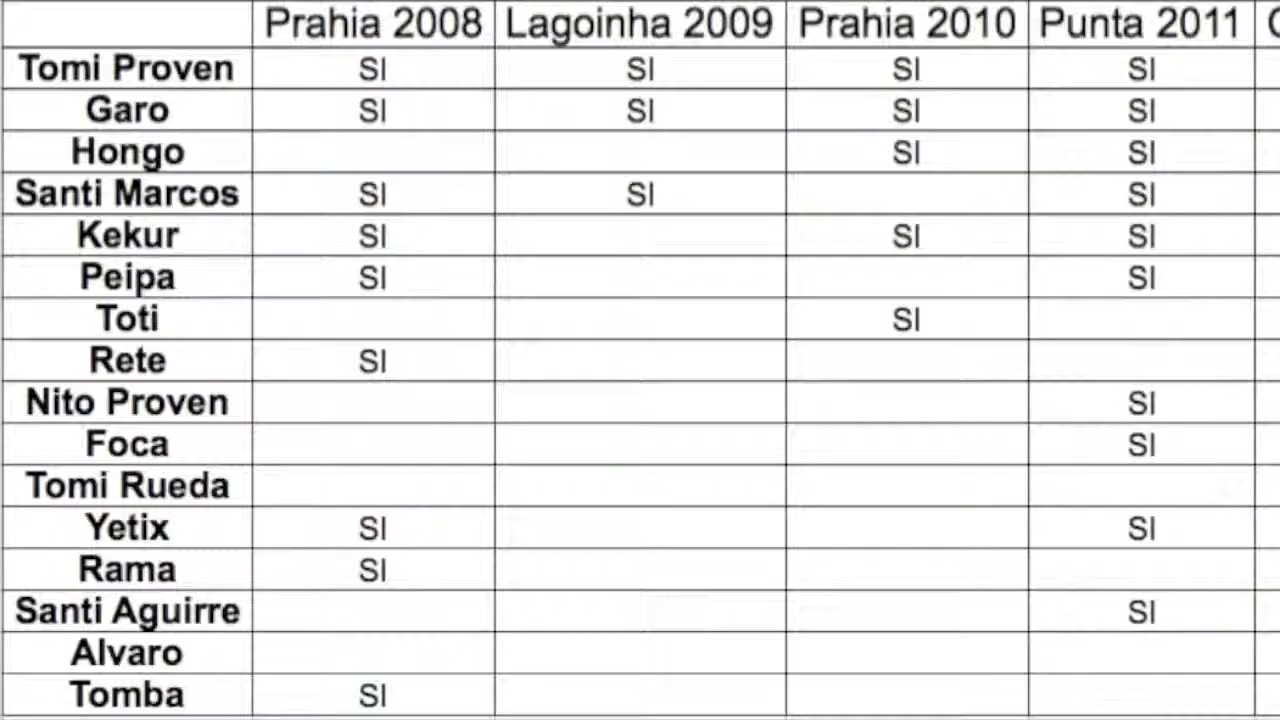 Prahia 2008 Lagoinha 2009 Prahia 2010 Punta 2011
Tomi Proven SI SI SI SI
Garo SI SI SI SI
Hongo SI SI
Santi Marcos SI SI SI
Kekur SI SI SI
Peipa SI SI
Toti SI
Rete SI
Nito Proven SI
Foca SI
Tomi Rueda
Yetix SI SI
Rama SI
Santi Aguirre SI
Alvaro
Tomba SI